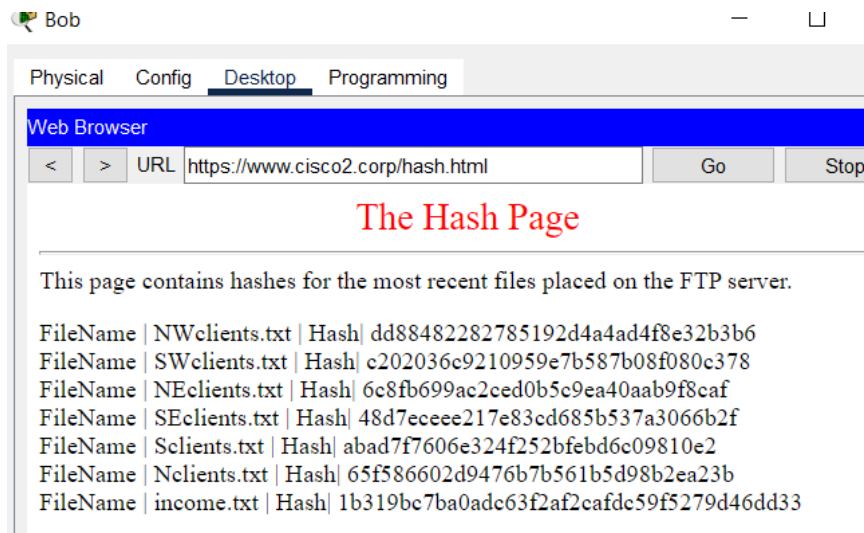 Bob
Physical Config Desktop Programming
Web Browser
< > URL https://www.cisco2.corp/hash.html Go Stop
The Hash Page
This page contains hashes for the most recent files placed on the FTP server.
FileName | NWclients.txt | Hash| dd88482282785192d4a4ad4f8e32b3b6
FileName | SWclients.txt | Hash| c202036c9210959e7b587b08f080c378
FileName | NEclients.txt | Hash| 6c8fb699ac2ced0b5c9ea40aab9f8caf
FileName | SEclients.txt | Hash| 48d7eceee217e83cd685b537a3066b2f
FileName | Sclients.txt | Hash| abad7f7606e324f252bfebd6c09810e2
FileName | Nclients.txt | Hash| 65f586602d9476b7b561b5d98b2ea23b
FileName | income.txt | Hash| 1b319bc7ba0adc63f2af2cafdc59f5279d46dd33